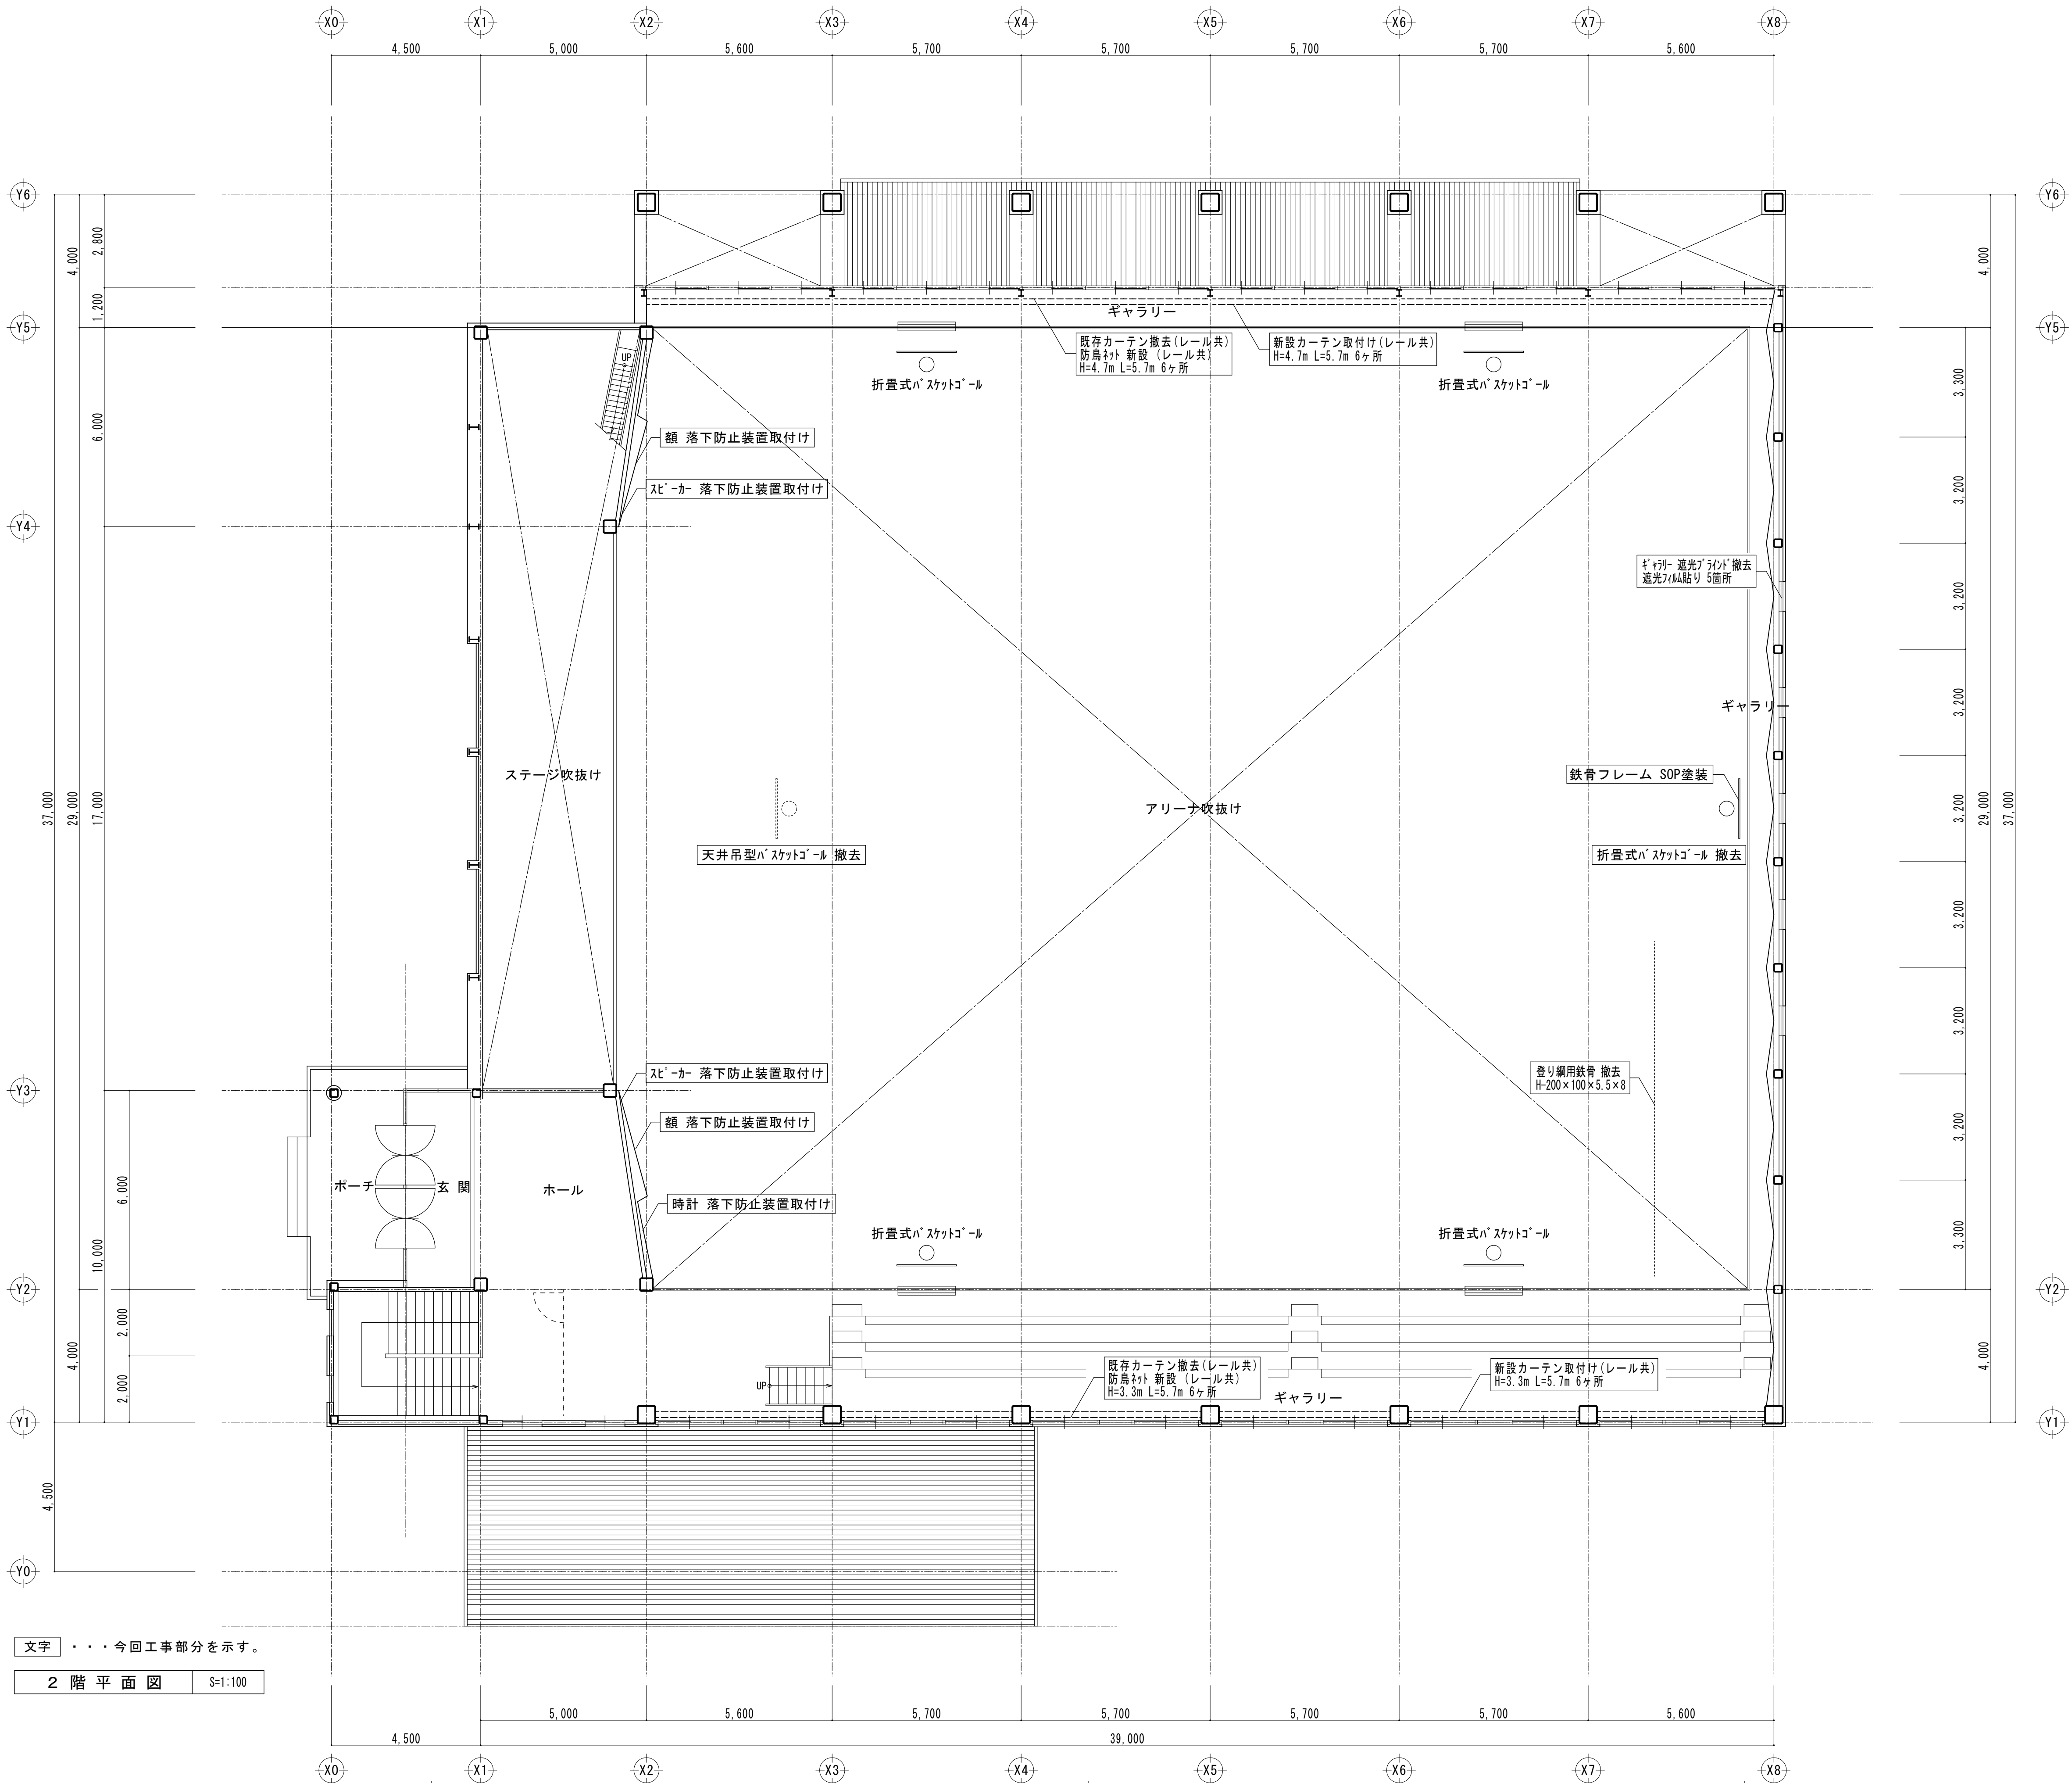 X0 X1 X2 X3 X4 X5 X6 X7 X8
4,500 5,000 5,600 5,700 5,700 5,700 5,700 5,600
Y6 Y6
2,800
4,000 4,000
1,200
ギャラリー
Y5 Y5
既存カーテン撤去(レール共)
防鳥ネット 新設 (レール共)
H=4.7m L=5.7m 6ヶ所
新設カーテン取付け(レール共)
H=4.7m L=5.7m 6ヶ所
UP
折畳式バスケットゴール 折畳式バスケットゴール
3,300
6,000
額 落下防止装置取付け
スピーカー 落下防止装置取付け
3,200
Y4
ギャラリー 遮光ブラインド撤去
遮光フィルム貼り 5箇所
3,200
ギャラリー
3,200
ステージ吹抜け
鉄骨フレーム SOP塗装
アリーナ吹抜け
37,000 29,000 17,000
3,200 29,000 37,000
天井吊型バスケットゴール 撤去
折畳式バスケットゴール 撤去
3,200
3,200
スピーカー 落下防止装置取付け
登り綱用鉄骨 撤去
H-200×100×5.5×8
Y3
額 落下防止装置取付け
3,200
ポーチ 玄関 ホール
6,000
時計 落下防止装置取付け
折畳式バスケットゴール 折畳式バスケットゴール
3,300
10,000
Y2 Y2
2,000
4,000 4,000
2,000
既存カーテン撤去(レール共)
防鳥ネット 新設 (レール共)
H=3.3m L=5.7m 6ヶ所
新設カーテン取付け(レール共)
H=3.3m L=5.7m 6ヶ所
UP
ギャラリー
Y1 Y1
4,500
Y0
文字 ・・・今回工事部分を示す。
2階平面図 S=1:100
5,000 5,600 5,700 5,700 5,700 5,700 5,600
4,500 39,000
X0 X1 X2 X3 X4 X5 X6 X7 X8